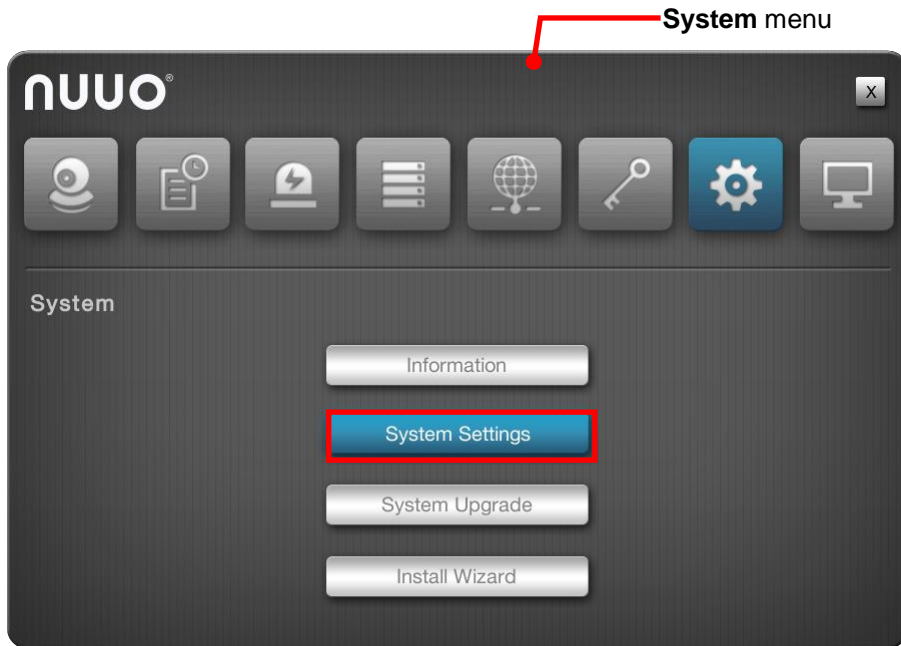 System menu
nuuo®
X
System
Information
System Settings
System Upgrade
Install Wizard